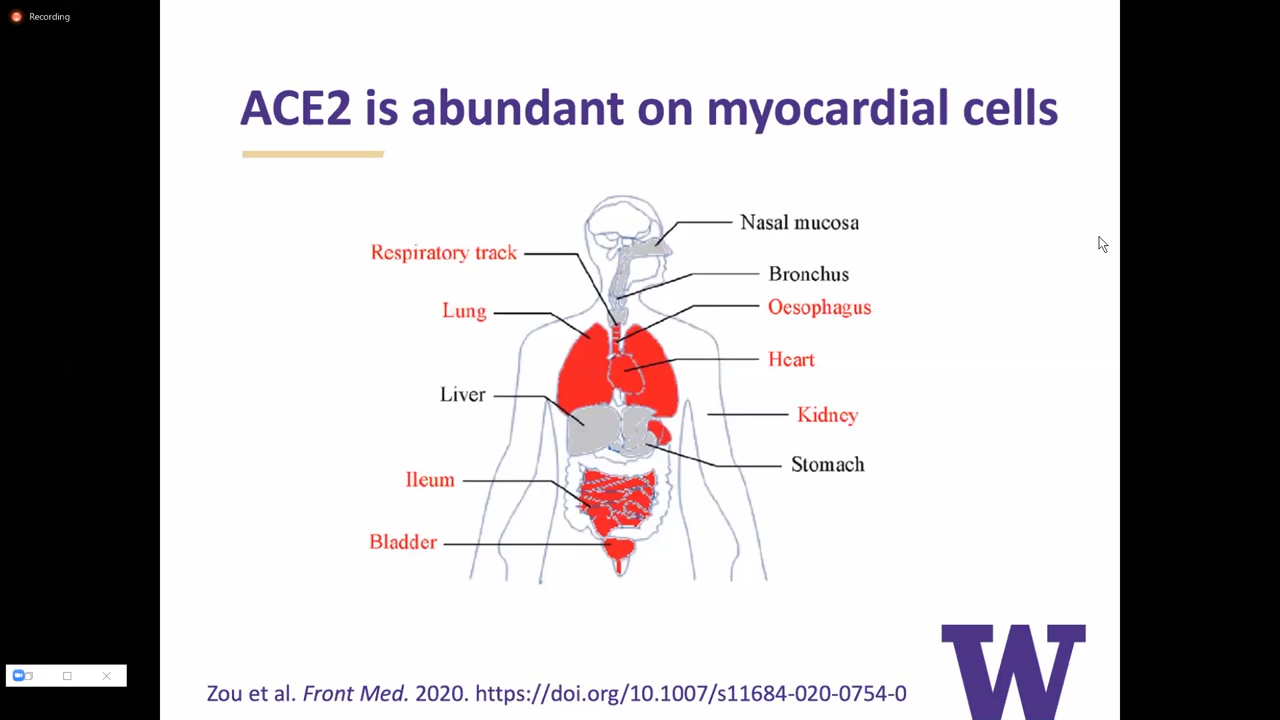 Recording
ACE2 is abundant on myocardial cells
Nasal mucosa
Respiratory track
Bronchus
Oesophagus
Lung
Heart
Liver
Kidney
Stomach
Ileum
Bladder
Zou et al. Front Med. 2020. https://doi.org/10.1007/s11684-020-0754-0
W